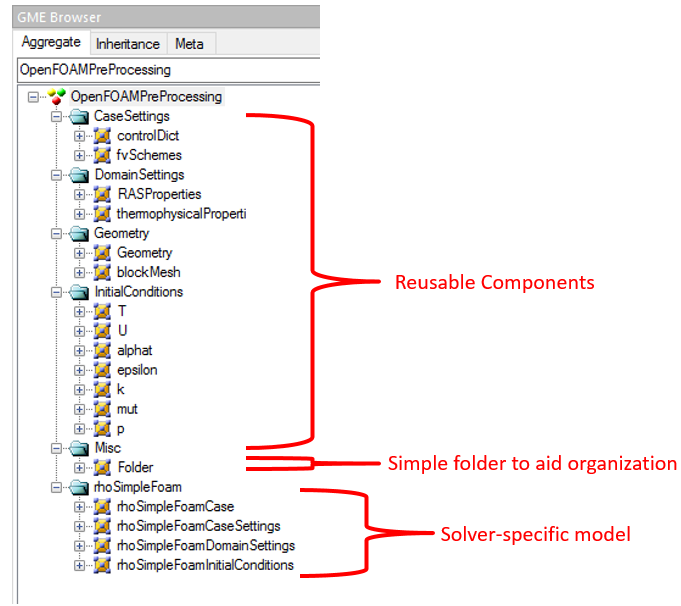 GME Browser
Aggregate Inheritance Meta
OpenFOAMPreProcessing
OpenFOAMPreProcessing
CaseSettings
controlDict
fvSchemes
DomainSettings
RASProperties
thermophysicalProperti
Geometry
Geometry
blockMesh
Reusable Components
InitialConditions
T
U
alphat
epsilon
k
mut
p
Misc
Folder
Simple folder to aid organization
rhoSimpleFoam
rhoSimpleFoamCase
rhoSimpleFoamCaseSettings
Solver-specific model
rhoSimpleFoamDomainSettings
rhoSimpleFoamInitialConditions